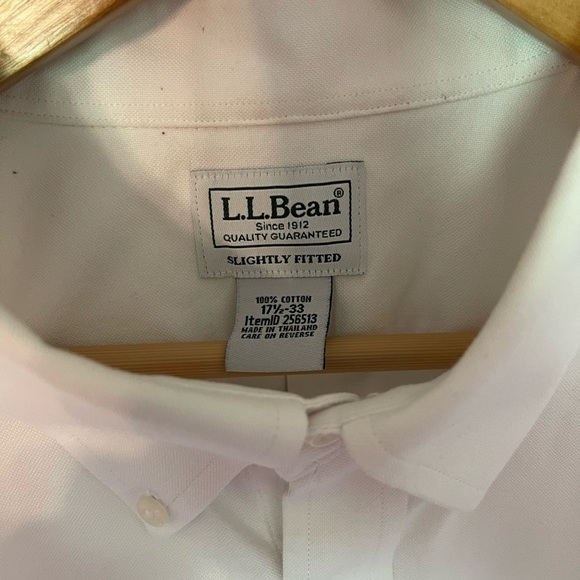 L.L.Bean®
Since 1912
QUALITY GUARANTEED
SLIGHTLY FITTED
100% COTTON
17½-33
ItemID 256513
MADE IN THAILAND
CARE ON REVERSE